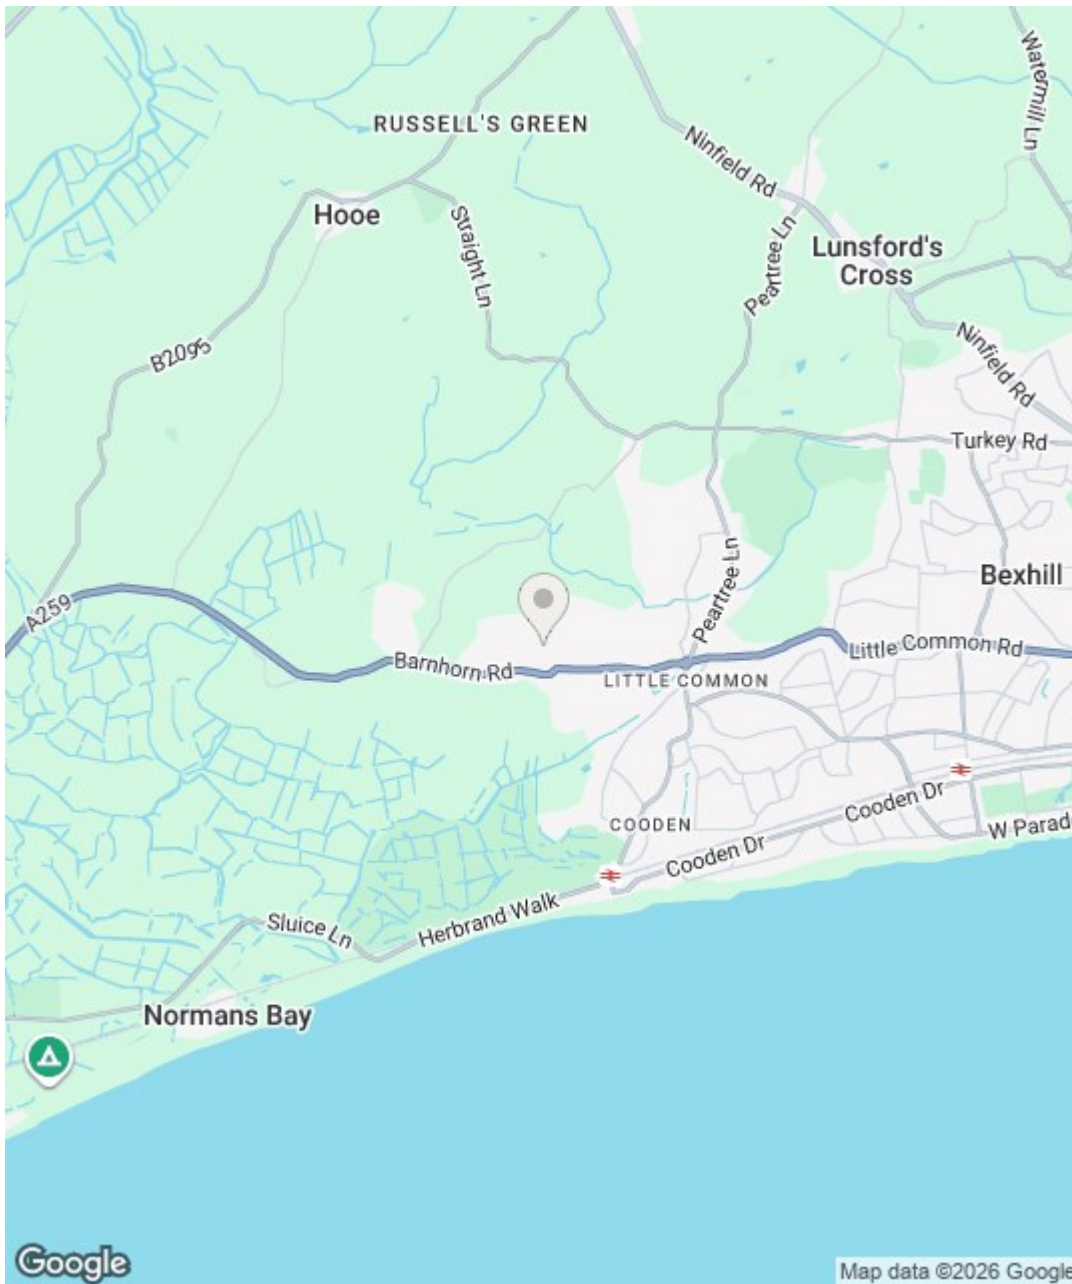 Watermill Ln
RUSSELL'S GREEN
Ninfield Rd
Hooe
Straight Ln
Peartree Ln
Lunsford's
Cross
B2095
Ninfield Rd
Turkey Rd
Peartree Ln
Bexhill
A259
Little Common Rd
Barnhorn Rd
LITTLE COMMON
Cooden Dr
COODEN
W Parad
Cooden Dr
Herbrand Walk
Sluice Ln
Normans Bay
Google
Map data ©2026 Google